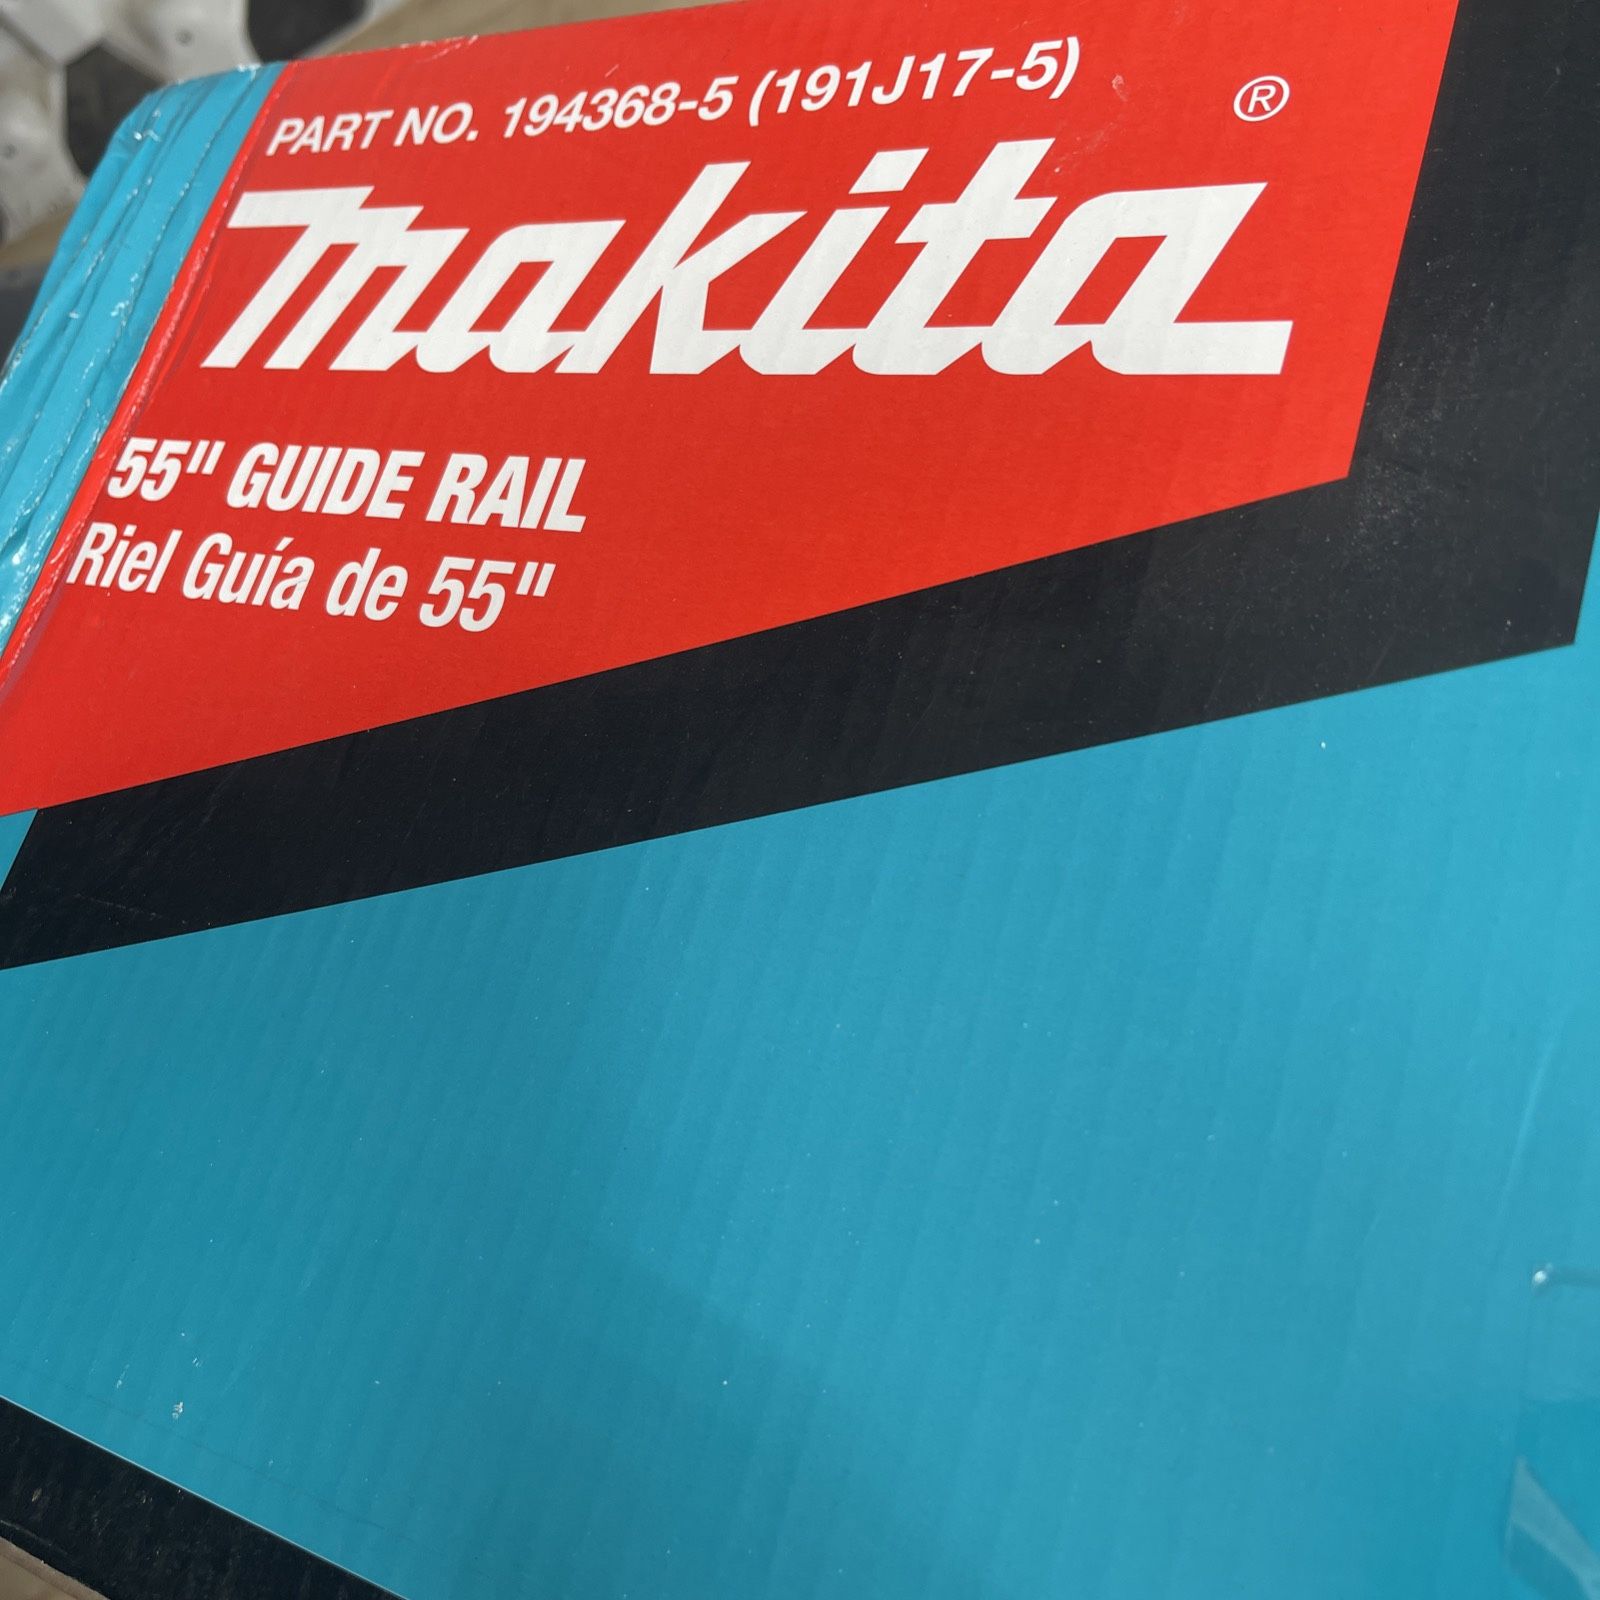 PART NO. 194368-5 (191J17-5)
makita®
55" GUIDE RAIL
Riel Guía de 55"